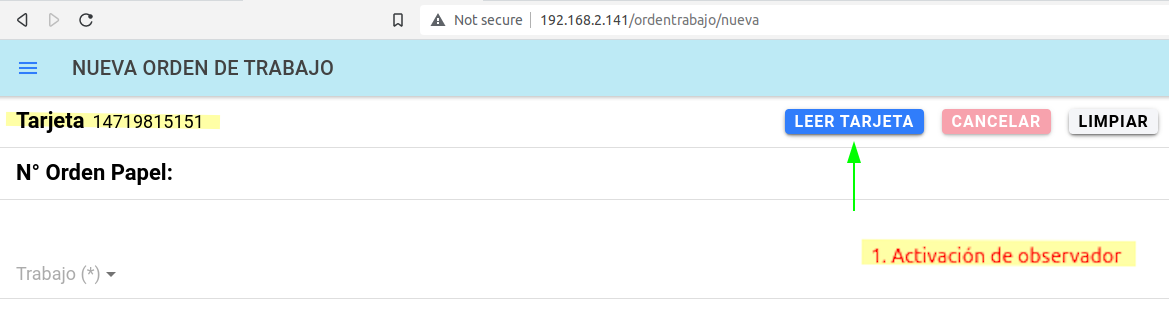 Not secure | 192.168.2.141/ordentrabajo/nueva
NUEVA ORDEN DE TRABAJO
Tarjeta 14719815151 LEER TARJETA CANCELAR LIMPIAR
N° Orden Papel:
1. Activación de observador
Trabajo (*)